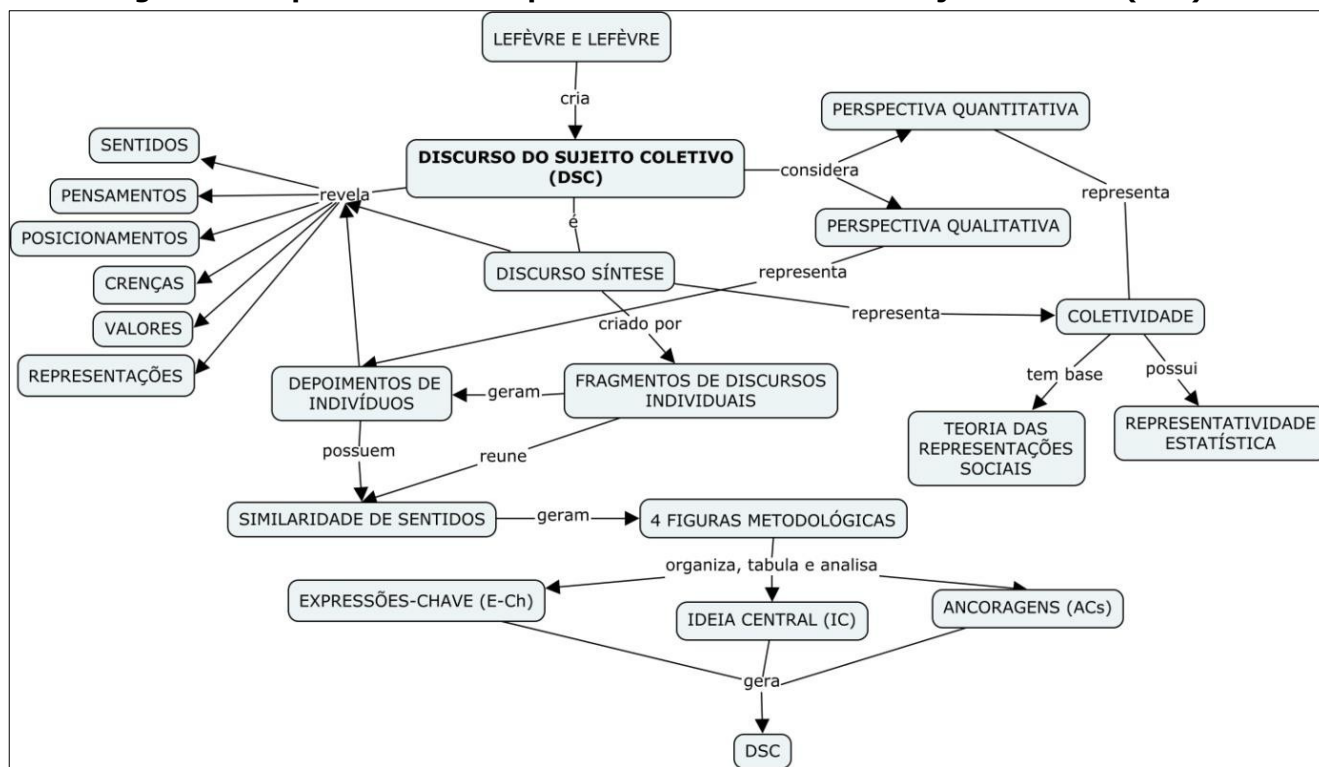 LEFÈVRE E LEFÈVRE
cria
DISCURSO DO SUJEITO COLETIVO
(DSC)
considera
PERSPECTIVA QUANTITATIVA
representa
PERSPECTIVA QUALITATIVA
representa
revela
SENTIDOS
PENSAMENTOS
POSICIONAMENTOS
CRENÇAS
VALORES
REPRESENTAÇÕES
é
DISCURSO SÍNTESE
representa
COLETIVIDADE
tem base
possui
TEORIA DAS
REPRESENTAÇÕES
SOCIAIS
REPRESENTATIVIDADE
ESTATÍSTICA
criado por
FRAGMENTOS DE DISCURSOS
INDIVIDUAIS
geram
DEPOIMENTOS DE
INDIVÍDUOS
possuem
reune
SIMILARIDADE DE SENTIDOS
geram
4 FIGURAS METODOLÓGICAS
organiza, tabula e analisa
EXPRESSÕES-CHAVE (E-Ch)
IDEIA CENTRAL (IC)
ANCORAGENS (ACs)
gera
DSC